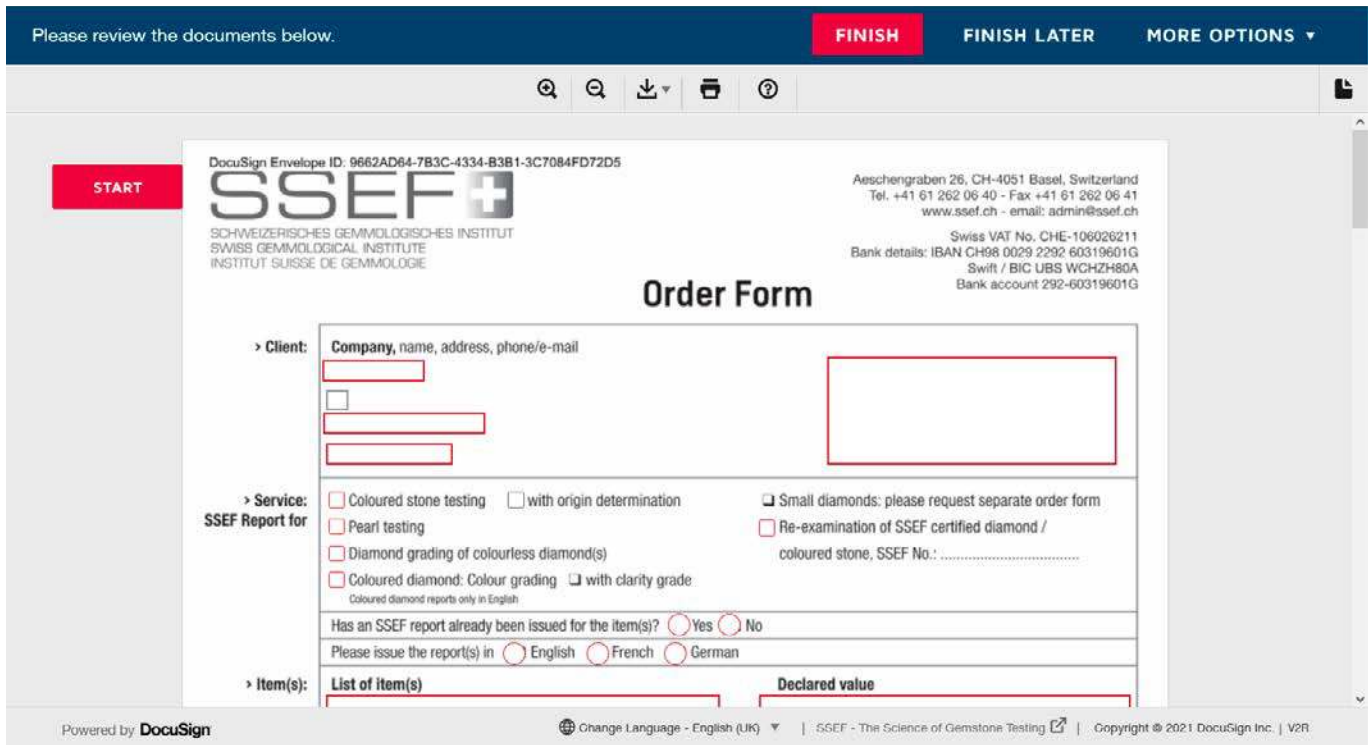 Please review the documents below.
FINISH
FINISH LATER
MORE OPTIONS
START
DocuSign Envelope ID: 9662AD64-7B3C-4334-B3B1-3C7084FD72D5
SSEF
SCHWEIZERISCHES GEMMOLOGISCHES INSTITUT
SWISS GEMMOLOGICAL INSTITUTE
INSTITUT SUISSE DE GEMMOLOGIE
Aeschengraben 26, CH-4051 Basel, Switzerland
Tel. +41 61 262 06 40 - Fax +41 61 262 06 41
www.ssef.ch - email: admin@ssef.ch
Swiss VAT No. CHE-106026211
Bank details: IBAN CH98 0029 2292 60319601G
Swift / BIC UBS WCHZH80A
Bank account 292-60319601G
Order Form
> Client:
Company, name, address, phone/e-mail
> Service:
SSEF Report for
Coloured stone testing with origin determination
Pearl testing
Diamond grading of colourless diamond(s)
Coloured diamond: Colour grading with clarity grade
Coloured diamond reports only in English
Small diamonds: please request separate order form
Re-examination of SSEF certified diamond /
coloured stone, SSEF No.: ...................................
Has an SSEF report already been issued for the item(s)? Yes No
Please issue the report(s) in English French German
> Item(s):
List of item(s)
Declared value
Powered by DocuSign
Change Language - English (UK) | SSEF - The Science of Gemstone Testing | Copyright © 2021 DocuSign Inc. | V2R